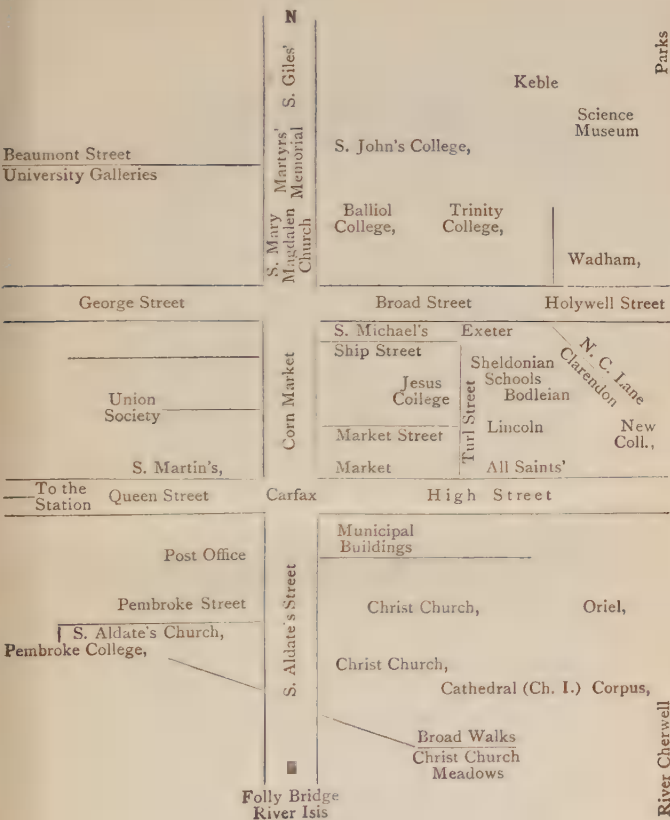 N
S. Giles'
Martyrs'
Memorial
S. Mary
Magdalen
Church
Parks
Keble
Science
Museum
Beaumont Street
University Galleries
S. John's College,
Balliol
College,
Trinity
College,
Wadham,
George Street
Broad Street
Holywell Street
S. Michael's
Exeter
Ship Street
N. C. Lane
Clarendon
Corn Market
Turl Street
Sheldonian
Schools
Bodleian
Jesus
Coilege
Union
Society
Lincoln
New
Coll.,
Market Street
S. Martin's,
Market
All Saints'
To the
Station
Queen Street
Carfax
High Street
Municipal
Buildings
Post Office
S. Aldate's Street
Pembroke Street
Christ Church,
Oriel,
S. Aldate's Church,
Pembroke College,
Christ Church,
Cathedral (Ch. I.) Corpus,
Broad Walks
Christ Church
Meadows
River Cherwell
Folly Bridge
River Isis